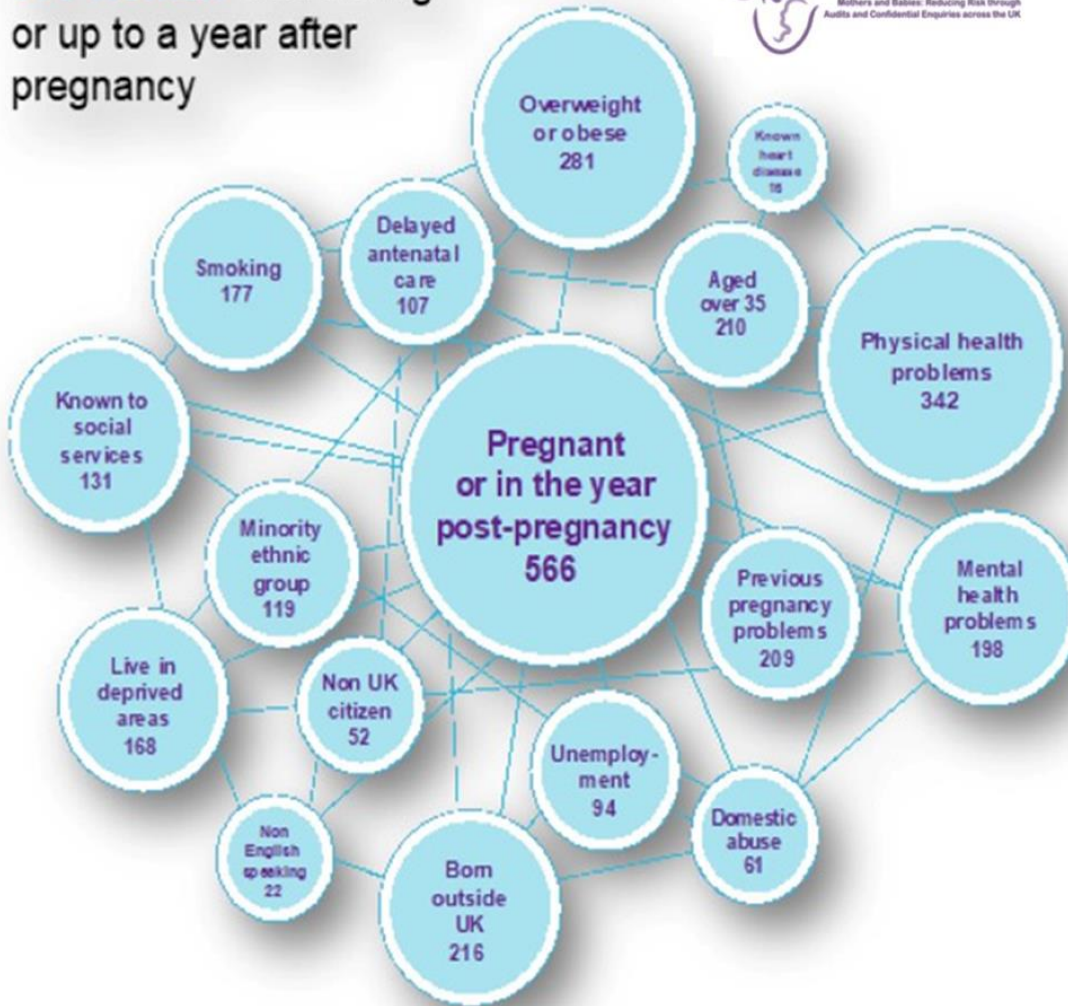 or up to a year after
pregnancy
Mothers and Babies: Reducing Risk through
Audits and Confidential Enquiries across the UK
Overweight
or obese
281
Known
heart
disease
16
Delayed
antenatal
care
107
Smoking
177
Aged
over 35
210
Physical health
problems
342
Known to
social
services
131
Pregnant
or in the year
post-pregnancy
566
Minority
ethnic
group
119
Previous
pregnancy
problems
209
Mental
health
problems
198
Live in
deprived
areas
168
Non UK
citizen
52
Unemploy-
ment
94
Domestic
abuse
61
Non
English
speaking
22
Born
outside
UK
216